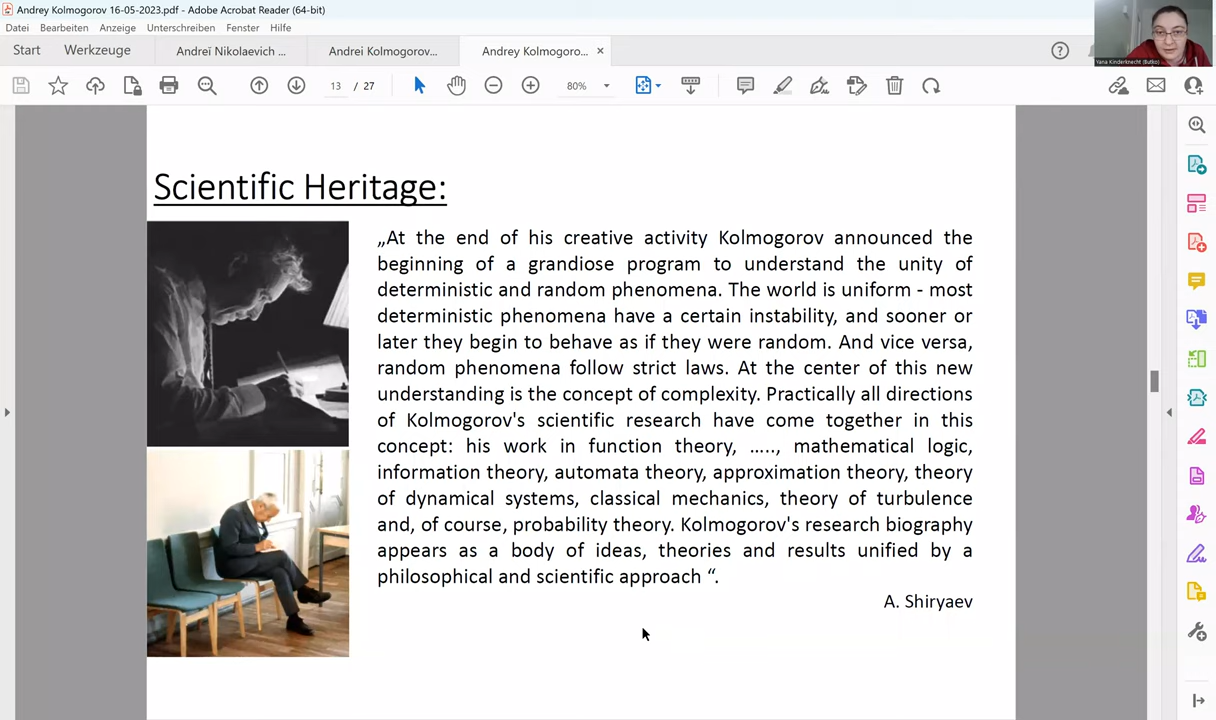 Andrey Kolmogorov 16-05-2023.pdf - Adobe Acrobat Reader (64-bit)
Datei Bearbeiten Anzeige Unterschreiben Fenster Hilfe
Start Werkzeuge Andreï Nikolaevich ... Andrei Kolmogorov... Andrey Kolmogoro... ×
13 / 27 80%
Yana Kinderknecht (Butko)
Scientific Heritage:
„At the end of his creative activity Kolmogorov announced the
beginning of a grandiose program to understand the unity of
deterministic and random phenomena. The world is uniform - most
deterministic phenomena have a certain instability, and sooner or
later they begin to behave as if they were random. And vice versa,
random phenomena follow strict laws. At the center of this new
understanding is the concept of complexity. Practically all directions
of Kolmogorov's scientific research have come together in this
concept: his work in function theory, ....., mathematical logic,
information theory, automata theory, approximation theory, theory
of dynamical systems, classical mechanics, theory of turbulence
and, of course, probability theory. Kolmogorov's research biography
appears as a body of ideas, theories and results unified by a
philosophical and scientific approach “.
A. Shiryaev